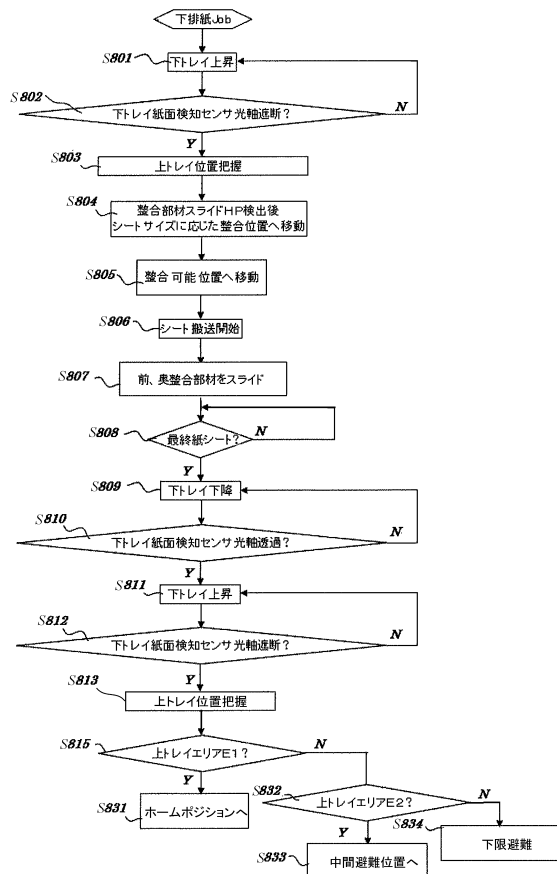 下排紙Job
S801
下トレイ上昇
S802
下トレイ紙面検知センサ光軸遮断?
N
Y
S803
上トレイ位置把握
S804
整合部材スライドHP検出後
シートサイズに応じた整合位置へ移動
S805
整合可能位置へ移動
S806
シート搬送開始
S807
前、奥整合部材をスライド
S808
最終紙シート?
N
Y
S809
下トレイ下降
S810
下トレイ紙面検知センサ光軸透過?
N
Y
S811
下トレイ上昇
S812
下トレイ紙面検知センサ光軸遮断?
N
Y
S813
上トレイ位置把握
S815
上トレイエリアE1?
N
Y
S831
ホームポジションへ
S832
上トレイエリアE2?
N
Y
S834
下限避難
S833
中間避難位置へ